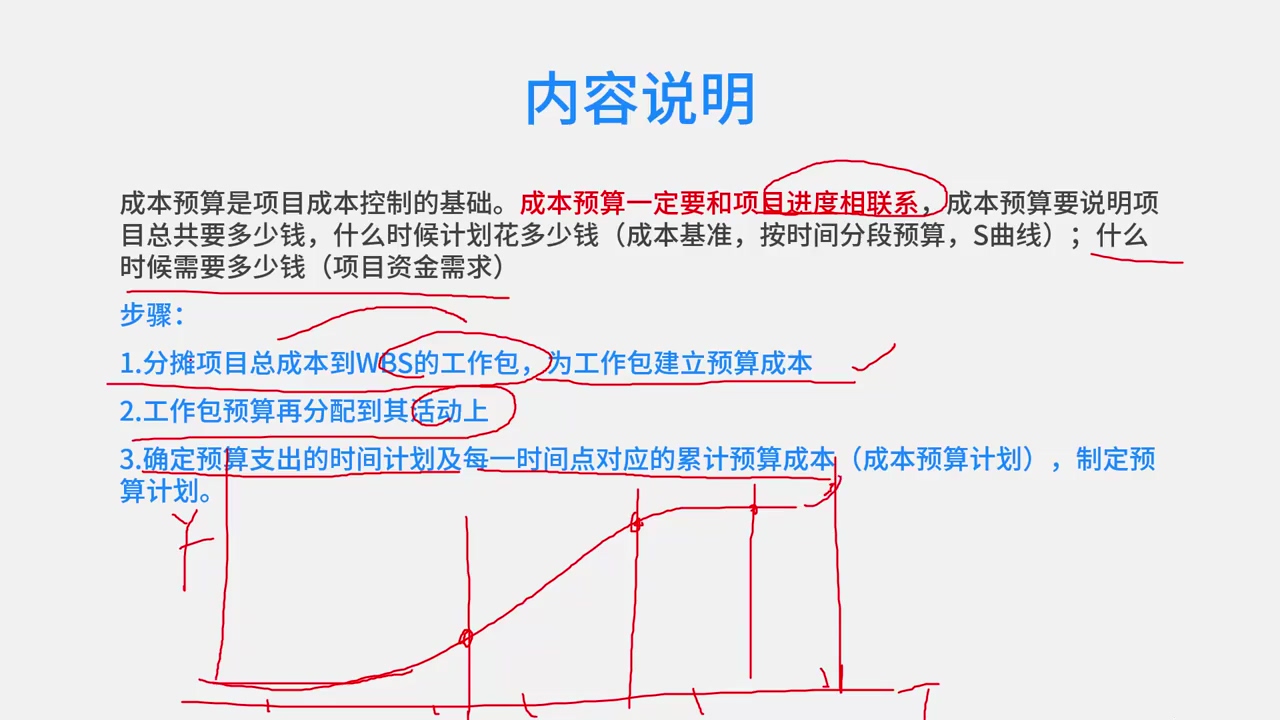 内容说明
成本预算是项目成本控制的基础。成本预算一定要和项目进度相联系，成本预算要说明项
目总共要多少钱，什么时候计划花多少钱（成本基准，按时间分段预算，S曲线）；什么
时候需要多少钱（项目资金需求）
步骤：
1.分摊项目总成本到WBS的工作包，为工作包建立预算成本
2.工作包预算再分配到其活动上
3.确定预算支出的时间计划及每一时间点对应的累计预算成本（成本预算计划），制定预
算计划。